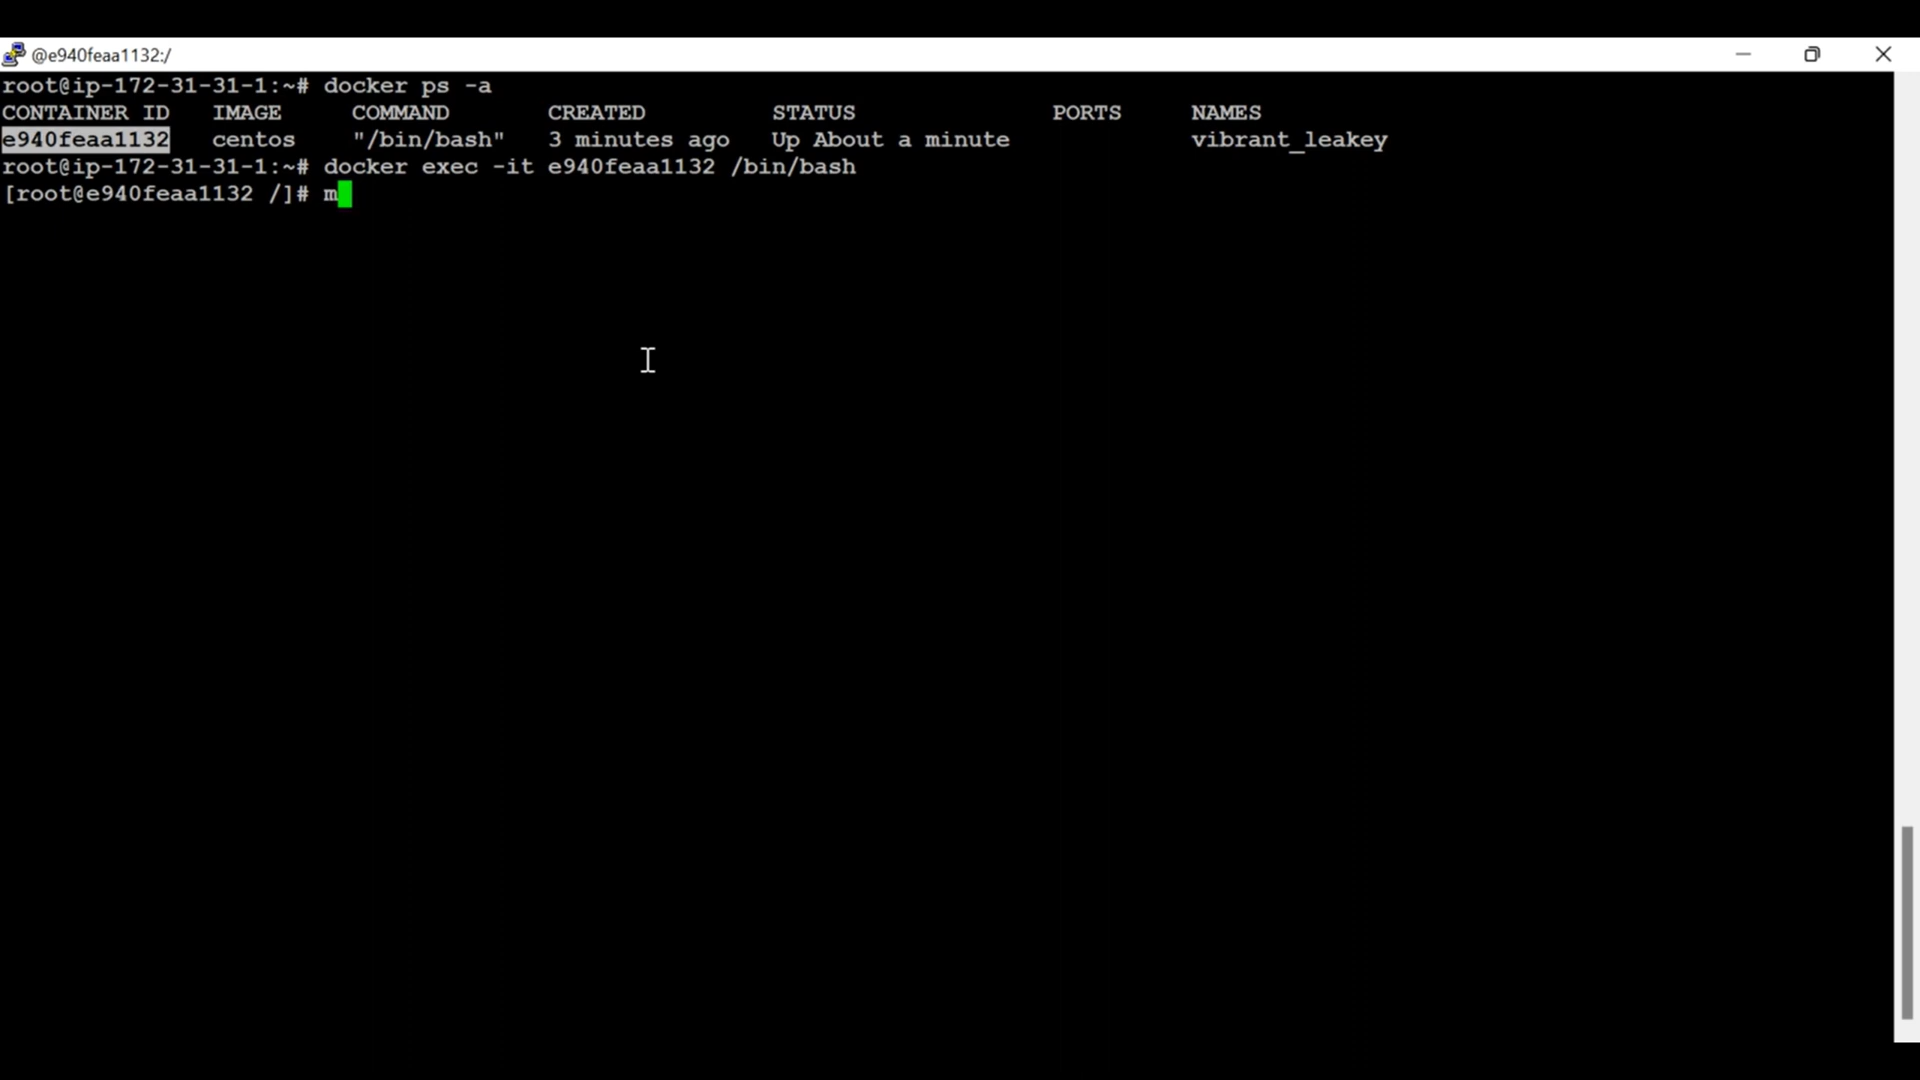 @e940feaa1132:/
root@ip-172-31-31-1:~# docker ps -a
CONTAINER ID   IMAGE     COMMAND       CREATED         STATUS              PORTS     NAMES
e940feaa1132   centos    "/bin/bash"   3 minutes ago   Up About a minute             vibrant_leakey
root@ip-172-31-31-1:~# docker exec -it e940feaa1132 /bin/bash
[root@e940feaa1132 /]# m